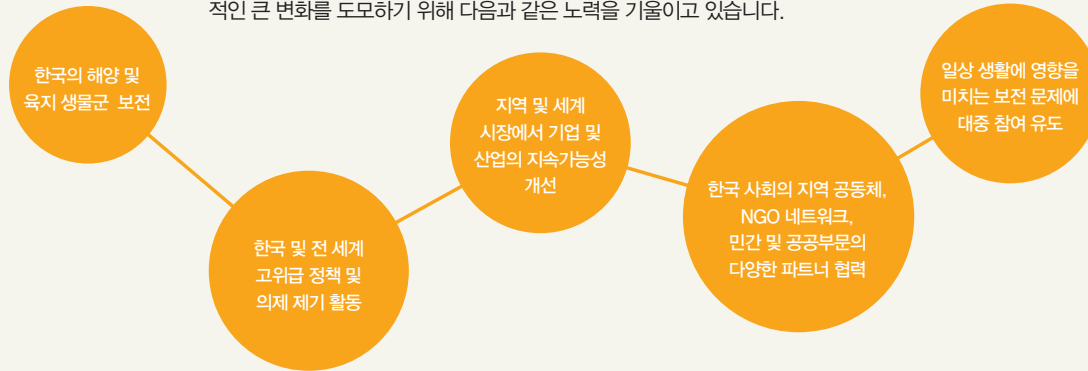 적인 큰 변화를 도모하기 위해 다음과 같은 노력을 기울이고 있습니다.
한국의 해양 및
육지 생물군 보전
한국 및 전 세계
고위급 정책 및
의제 제기 활동
지역 및 세계
시장에서 기업 및
산업의 지속가능성
개선
한국 사회의 지역 공동체,
NGO 네트워크,
민간 및 공공부문의
다양한 파트너 협력
일상 생활에 영향을
미치는 보전 문제에
대중 참여 유도